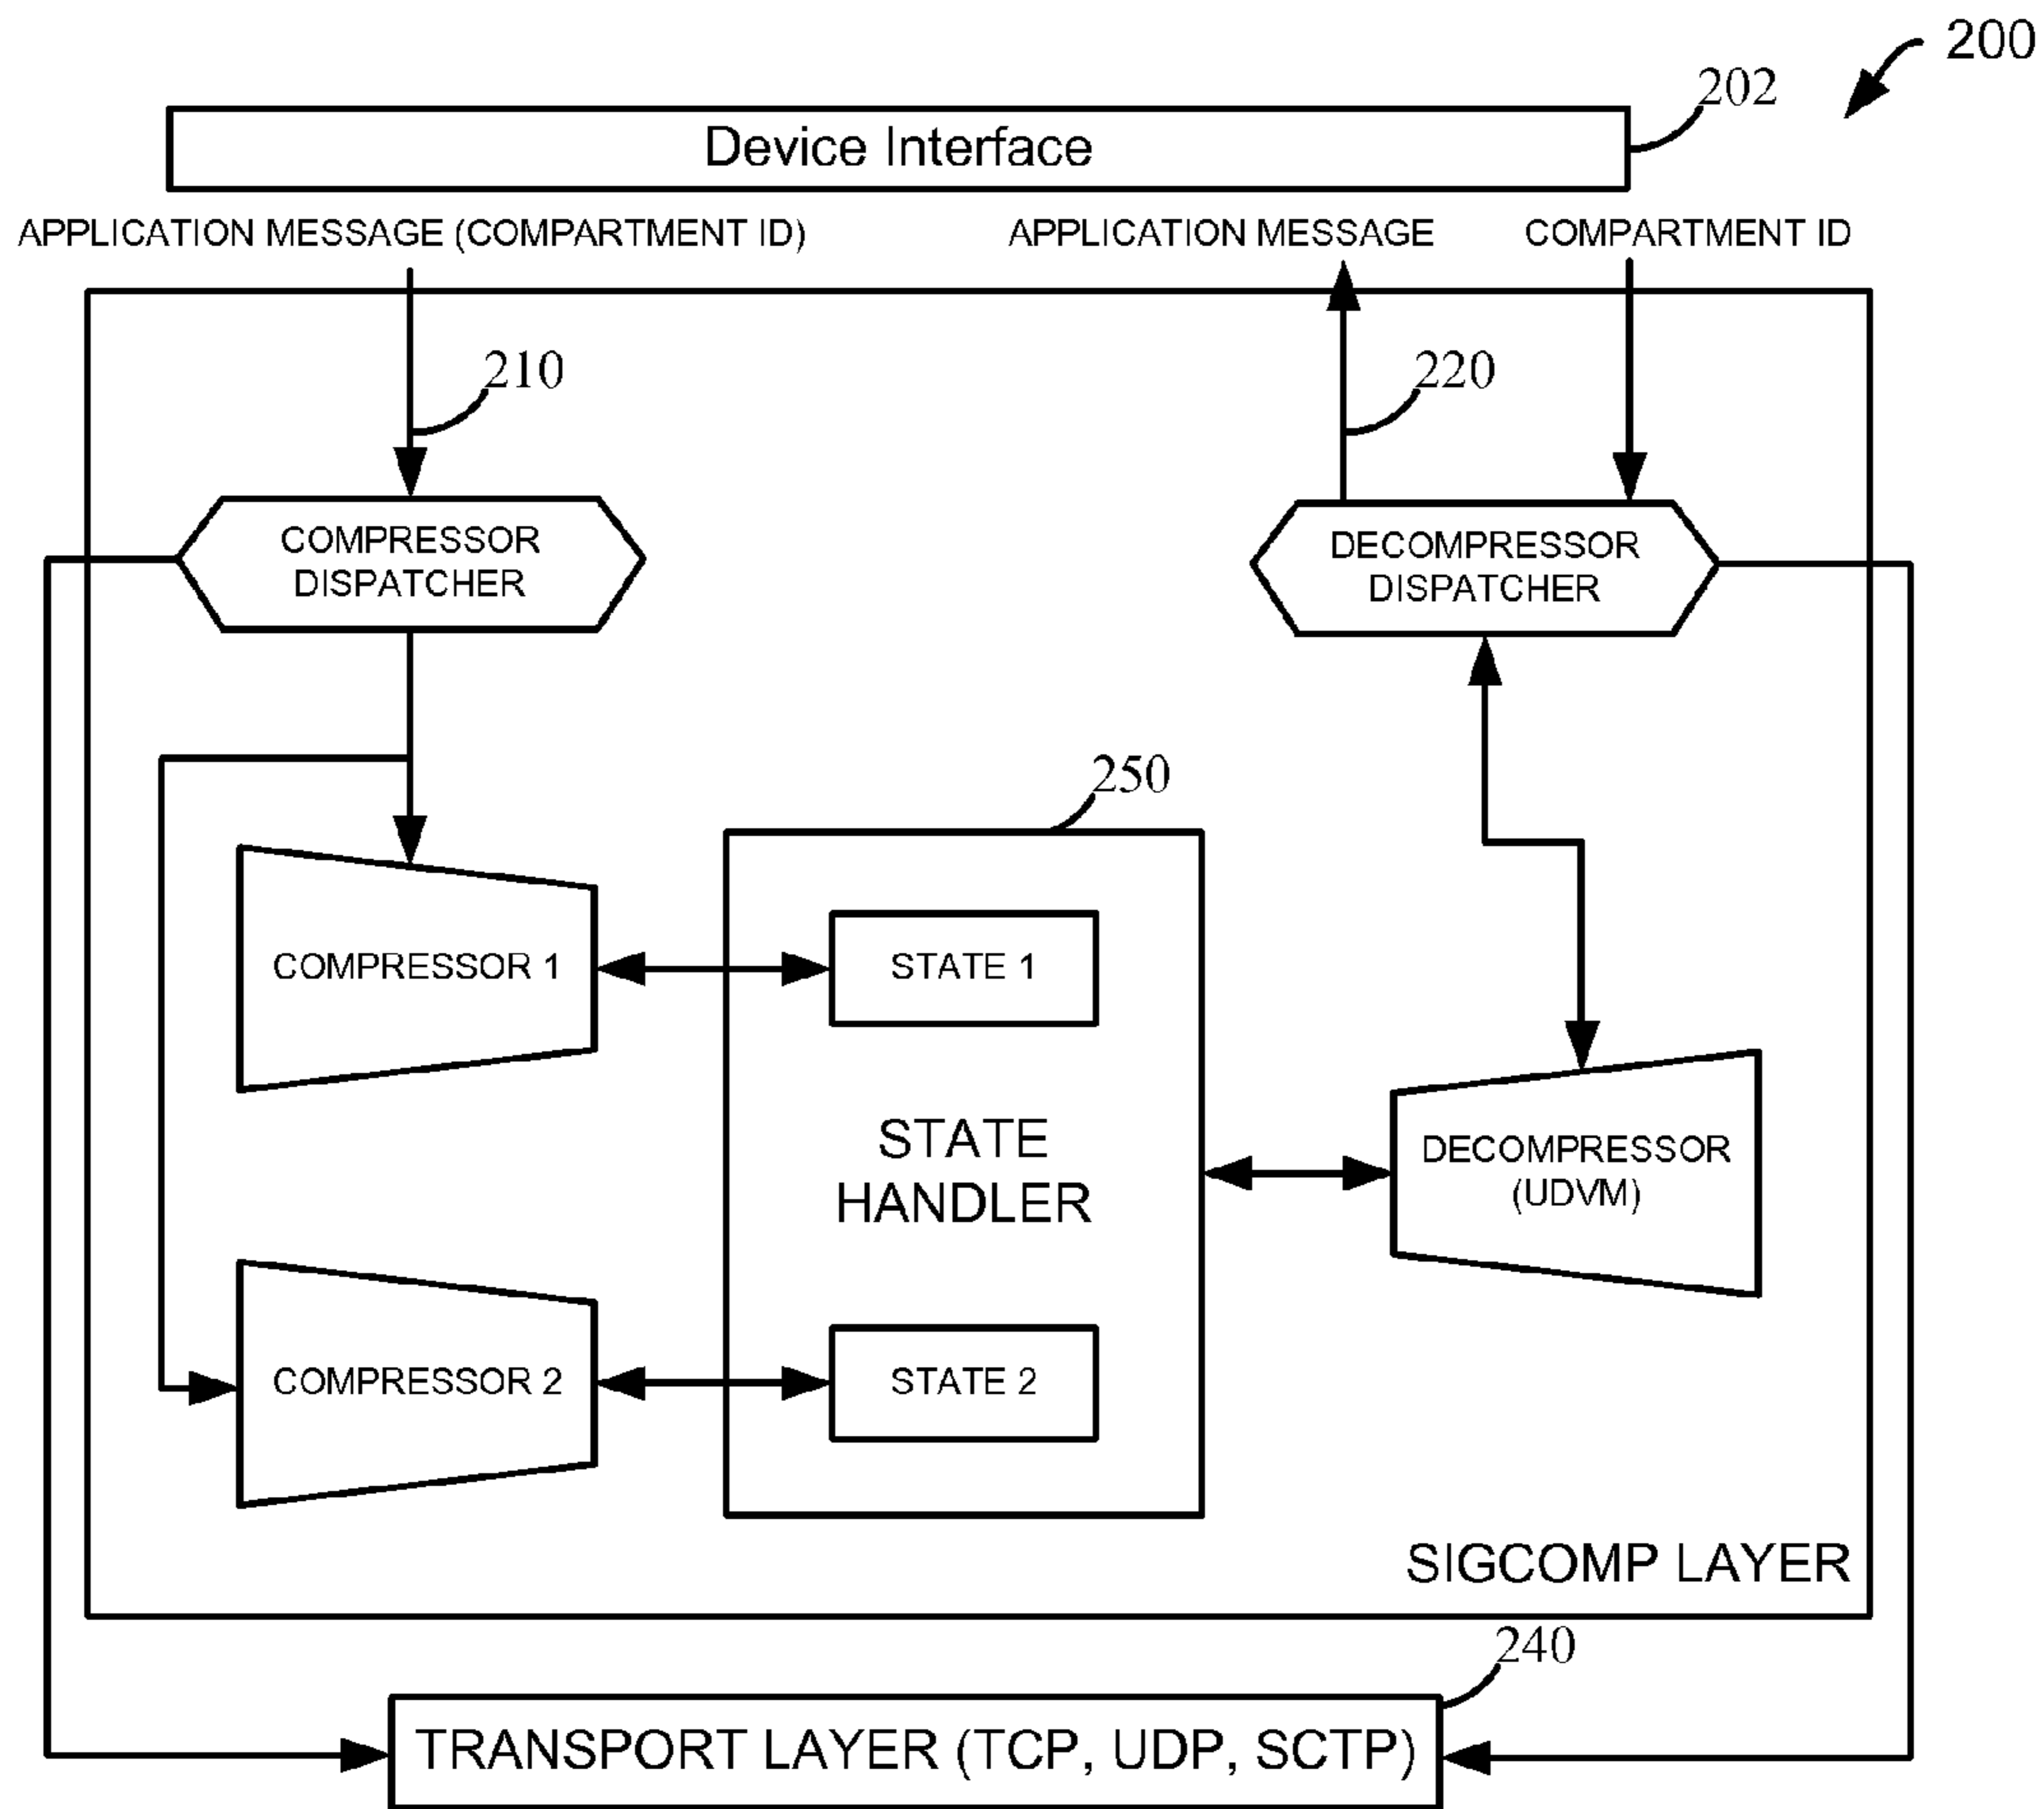 200
202
Device Interface
APPLICATION MESSAGE (COMPARTMENT ID)
APPLICATION MESSAGE
COMPARTMENT ID
210
220
COMPRESSOR
DISPATCHER
DECOMPRESSOR
DISPATCHER
250
COMPRESSOR 1
STATE 1
STATE
HANDLER
DECOMPRESSOR
(UDVM)
COMPRESSOR 2
STATE 2
SIGCOMP LAYER
240
TRANSPORT LAYER (TCP, UDP, SCTP)